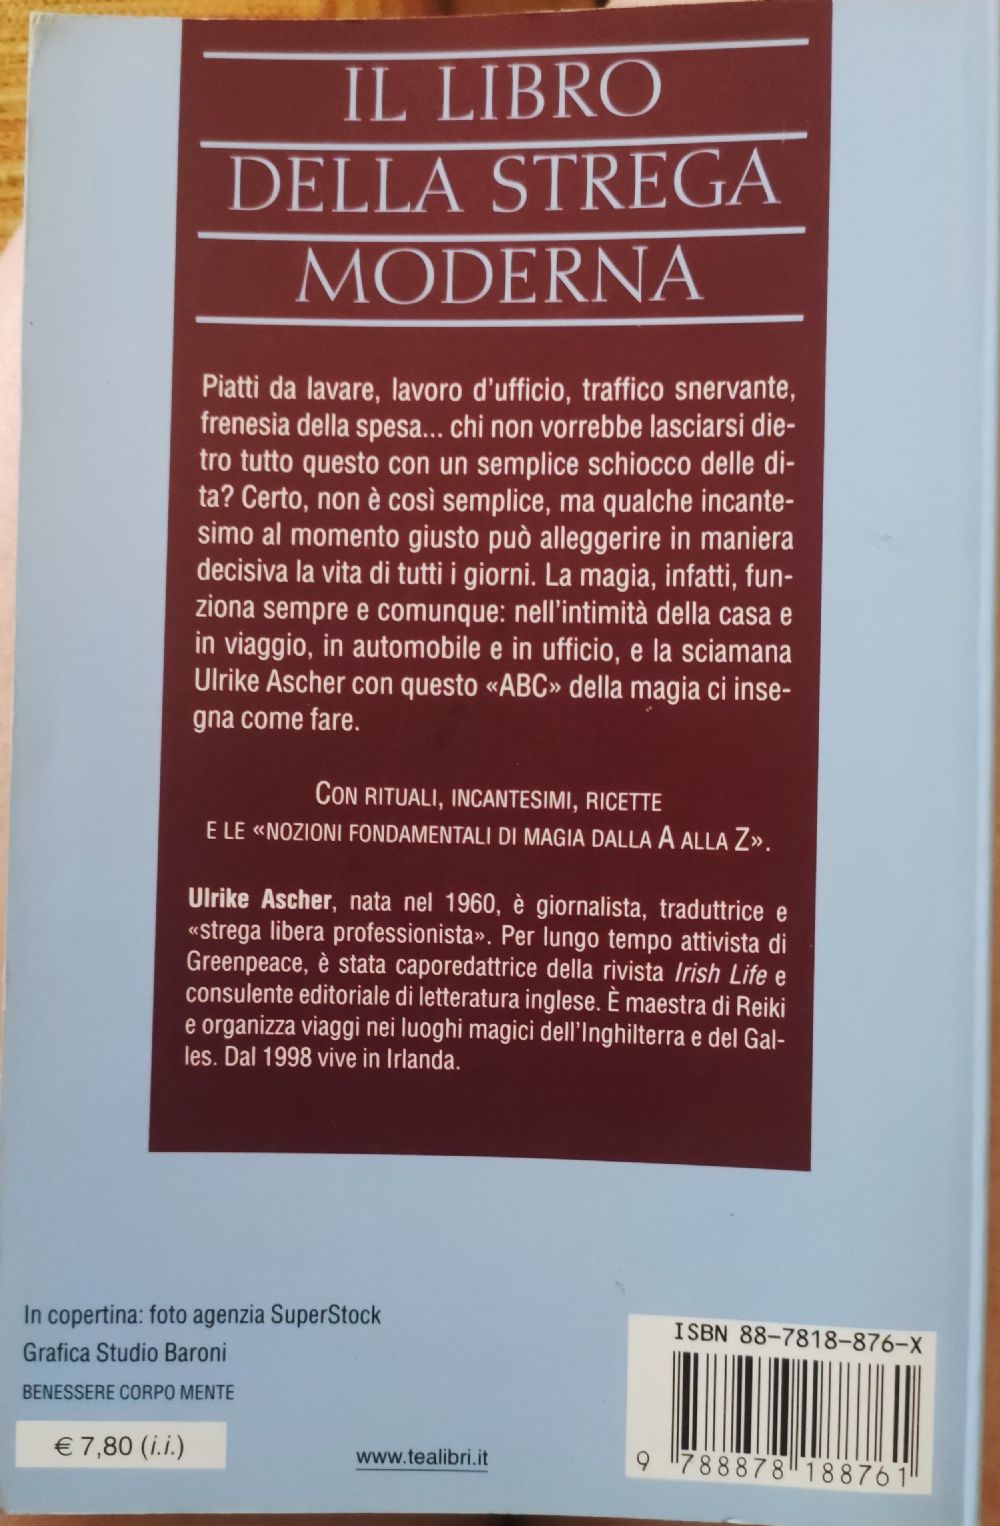 IL LIBRO
DELLA STREGA
MODERNA
Piatti da lavare, lavoro d'ufficio, traffico snervante,
frenesia della spesa... chi non vorrebbe lasciarsi die-
tro tutto questo con un semplice schiocco delle di-
ta? Certo, non è così semplice, ma qualche incante-
simo al momento giusto può alleggerire in maniera
decisiva la vita di tutti i giorni. La magia, infatti, fun-
ziona sempre e comunque: nell'intimità della casa e
in viaggio, in automobile e in ufficio, e la sciamana
Ulrike Ascher con questo «ABC» della magia ci inse-
gna come fare.
CON RITUALI, INCANTESIMI, RICETTE
E LE «NOZIONI FONDAMENTALI DI MAGIA DALLA A ALLA Z».
Ulrike Ascher, nata nel 1960, è giornalista, traduttrice e
«strega libera professionista». Per lungo tempo attivista di
Greenpeace, è stata caporedattrice della rivista Irish Life e
consulente editoriale di letteratura inglese. È maestra di Reiki
e organizza viaggi nei luoghi magici dell'Inghilterra e del Gal-
les. Dal 1998 vive in Irlanda.
In copertina: foto agenzia SuperStock
Grafica Studio Baroni
BENESSERE CORPO MENTE
€ 7,80 (i.i.)
www.tealibri.it
ISBN 88-7818-876-X
9 788878 188761